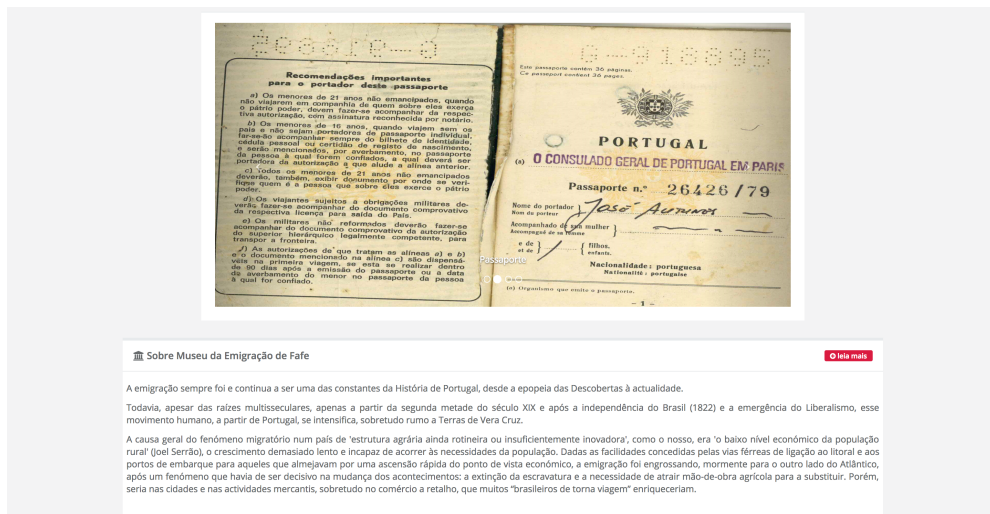 Recomendações importantes
para o portador deste passaporte
a) Os menores de 21 anos não emancipados, quando
não viajarem em companhia de quem sobre eles exerça
o pátrio poder, devem fazer-se acompanhar da respec-
tiva autorização, com assinatura reconhecida por notário.
b) Os menores de 16 anos, quando viajem sem os
pais e não sejam portadores de passaporte individual,
far-se-ão acompanhar sempre do bilhete de identidade,
cédula pessoal ou certidão de registo de nascimento,
e serão mencionados, por averbamento, no passaporte
da pessoa à qual forem confiados, a qual deverá ser
portadora da autorização a que alude a alínea anterior.
c) Todos os menores de 21 anos não emancipados
deverão, também, exibir documento por onde se veri-
fique quem é a pessoa que sobre eles exerce o pátrio
poder.
d) Os viajantes sujeitos a obrigações militares de-
verão fazer-se acompanhar do documento comprovativo
da respectiva licença para saída do País.
e) Os militares não reformados deverão fazer-se
acompanhar do documento comprovativo da autorização
do superior hierárquico legalmente competente, para
transpor a fronteira.
f) As autorizações de que tratam as alíneas a) e b)
e o documento mencionado na alínea c) são dispensá-
veis na primeira viagem, se esta se realizar dentro
de 90 dias após a emissão do passaporte ou a data
do averbamento do menor no passaporte da pessoa
à qual for confiado.
0-918895
Este passaporte contém 36 páginas.
Ce passeport contient 36 pages.
PORTUGAL
(a) O CONSULADO GERAL DE PORTUGAL EM PARIS
Passaporte n.º 26426/79
Nome do portador
Nom du porteur
José Antunes
Acompanhado de sua mulher
Accompagné de sa femme
e de
et de
filhos.
enfants.
Nacionalidade: portuguesa
Nationalité: portugaise
(a) Organismo que emite o passaporte.
- 1 -
Passaporte
Sobre Museu da Emigração de Fafe
leia mais
A emigração sempre foi e continua a ser uma das constantes da História de Portugal, desde a epopeia das Descobertas à actualidade.
Todavia, apesar das raízes multisseculares, apenas a partir da segunda metade do século XIX e após a independência do Brasil (1822) e a emergência do Liberalismo, esse
movimento humano, a partir de Portugal, se intensifica, sobretudo rumo a Terras de Vera Cruz.
A causa geral do fenómeno migratório num país de 'estrutura agrária ainda rotineira ou insuficientemente inovadora', como o nosso, era 'o baixo nível económico da população
rural' (Joel Serrão), o crescimento demasiado lento e incapaz de acorrer às necessidades da população. Dadas as facilidades concedidas pelas vias férreas de ligação ao litoral e aos
portos de embarque para aqueles que almejavam por uma ascensão rápida do ponto de vista económico, a emigração foi engrossando, mormente para o outro lado do Atlântico,
após um fenómeno que havia de ser decisivo na mudança dos acontecimentos: a extinção da escravatura e a necessidade de atrair mão-de-obra agrícola para a substituir. Porém,
seria nas cidades e nas actividades mercantis, sobretudo no comércio a retalho, que muitos “brasileiros de torna viagem” enriqueceriam.